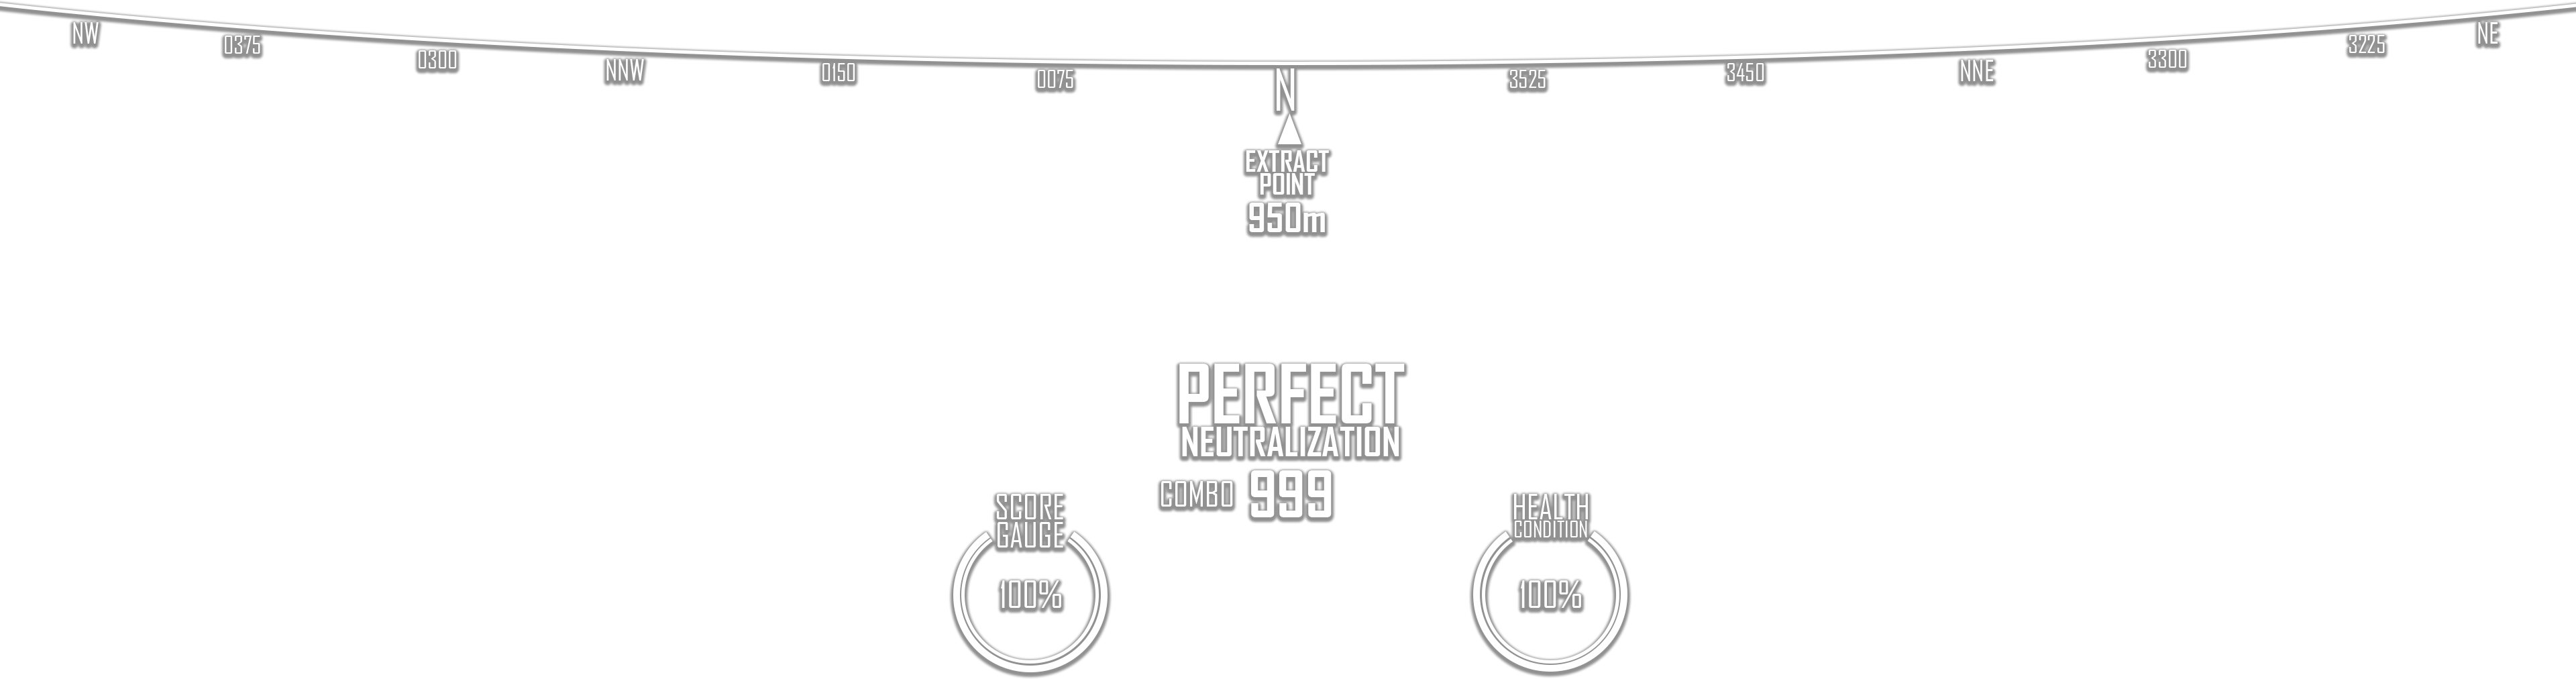 NW 0375 0300 NNW 0150 0075 N 3525 3450 NNE 3300 3225 NE
EXTRACT
POINT
950m
PERFECT
NEUTRALIZATION
COMBO 999
SCORE
GAUGE
100%
HEALTH
CONDITION
100%